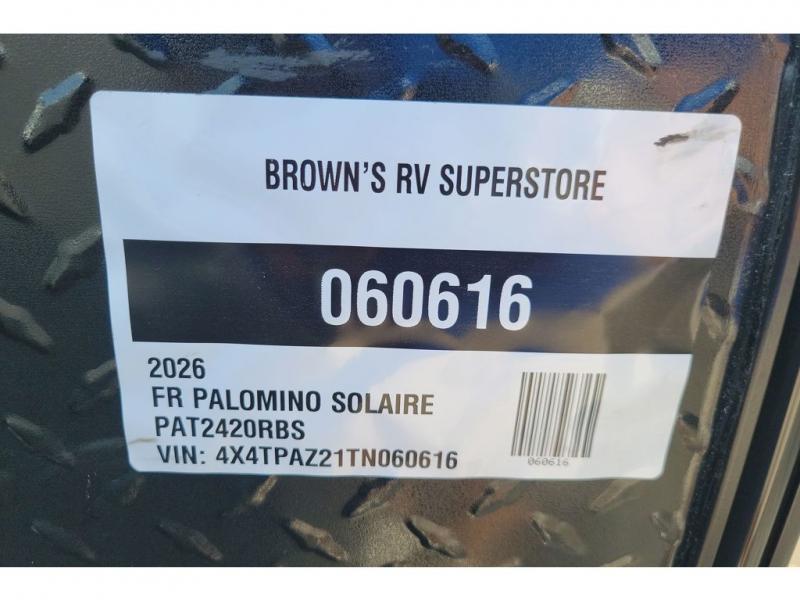 BROWN'S RV SUPERSTORE
060616
2026
FR PALOMINO SOLAIRE
PAT2420RBS
VIN: 4X4TPAZ21TN060616
060616